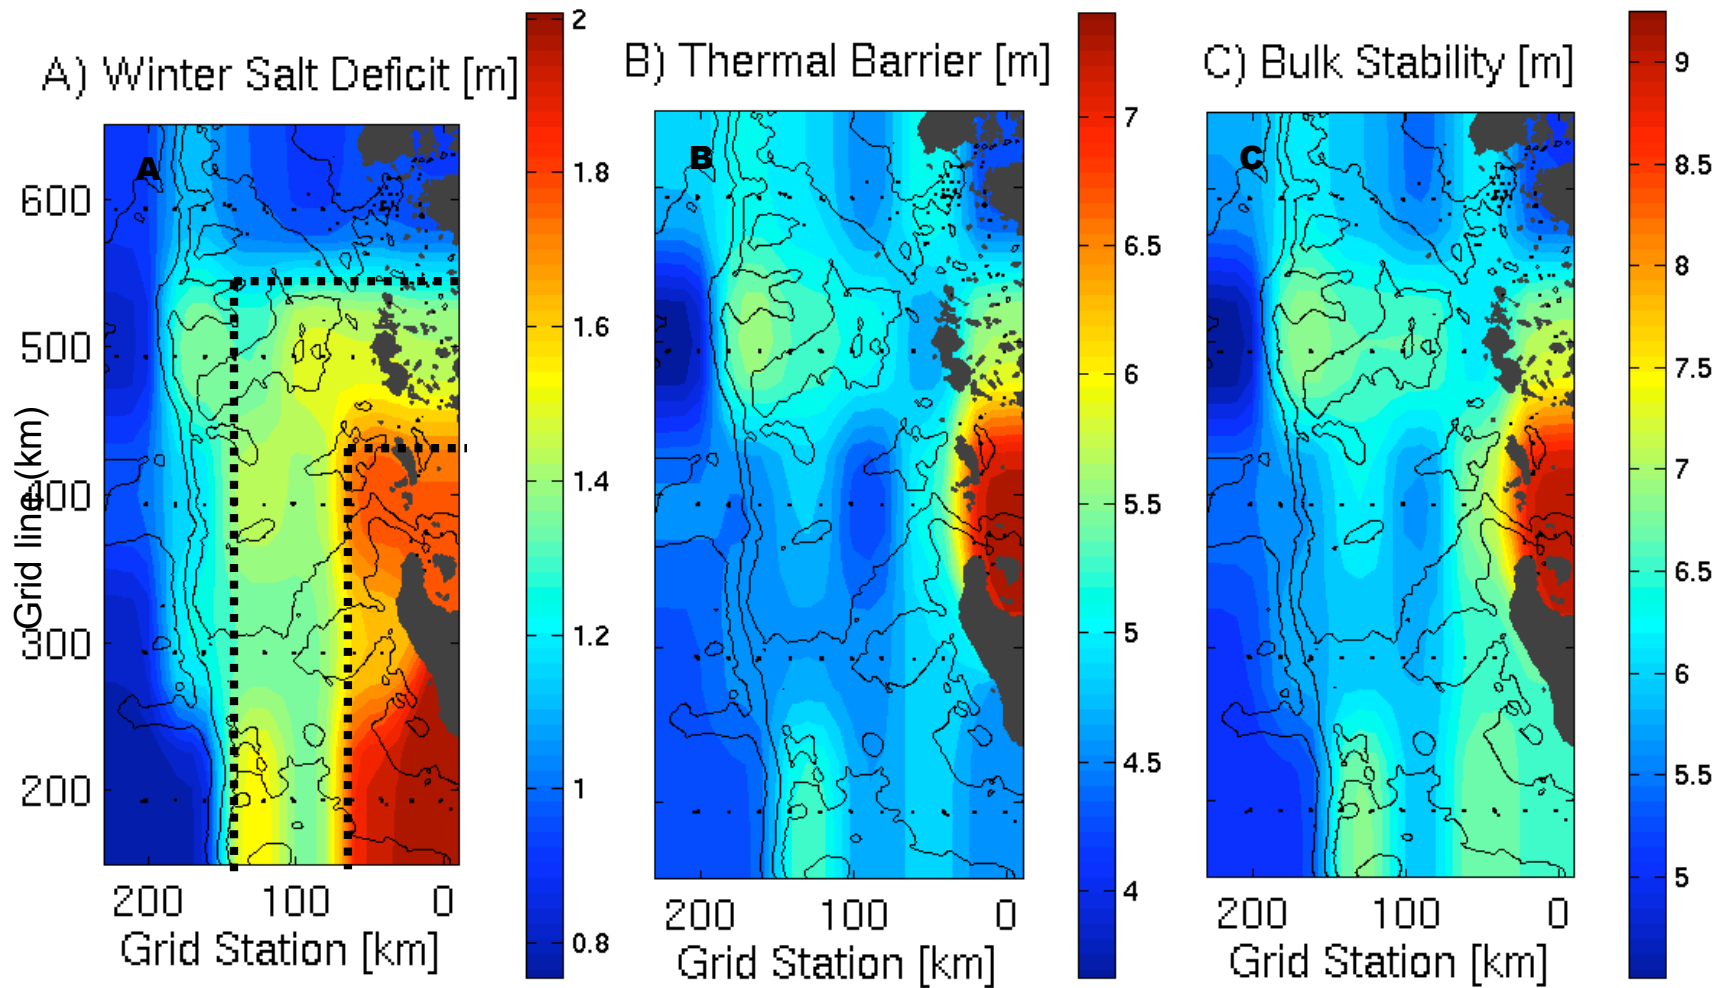 A) Winter Salt Deficit [m]
B) Thermal Barrier [m]
C) Bulk Stability [m]
A
B
C
Grid line (km)
600
500
400
300
200
200 100 0
Grid Station [km]
2
1.8
1.6
1.4
1.2
1
0.8
200 100 0
Grid Station [km]
7
6.5
6
5.5
5
4.5
4
200 100 0
Grid Station [km]
9
8.5
8
7.5
7
6.5
6
5.5
5